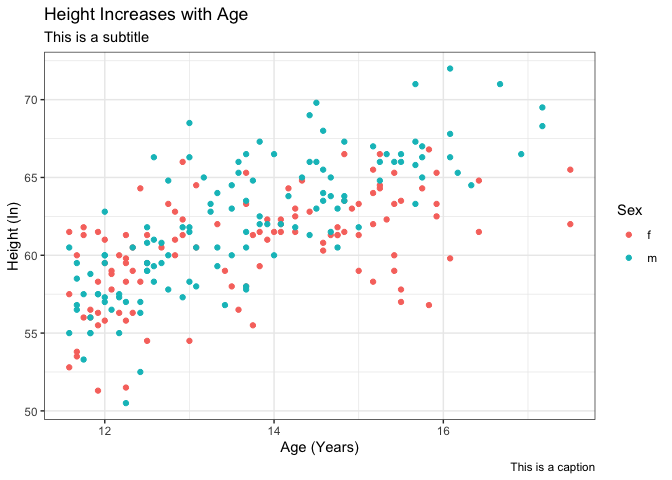 Height Increases with Age
This is a subtitle
70
65
60
55
50
Height (In)
12
14
16
Age (Years)
Sex
f
m
This is a caption